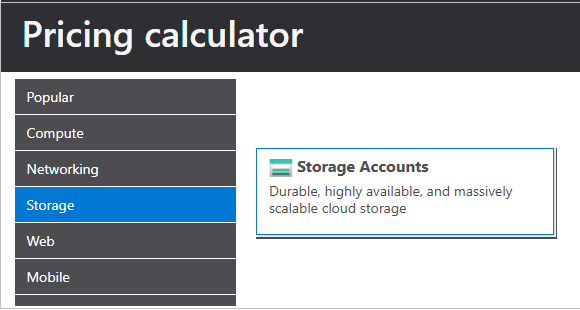 Pricing calculator
Popular
Compute
Networking
Storage
Web
Mobile
Storage Accounts
Durable, highly available, and massively
scalable cloud storage